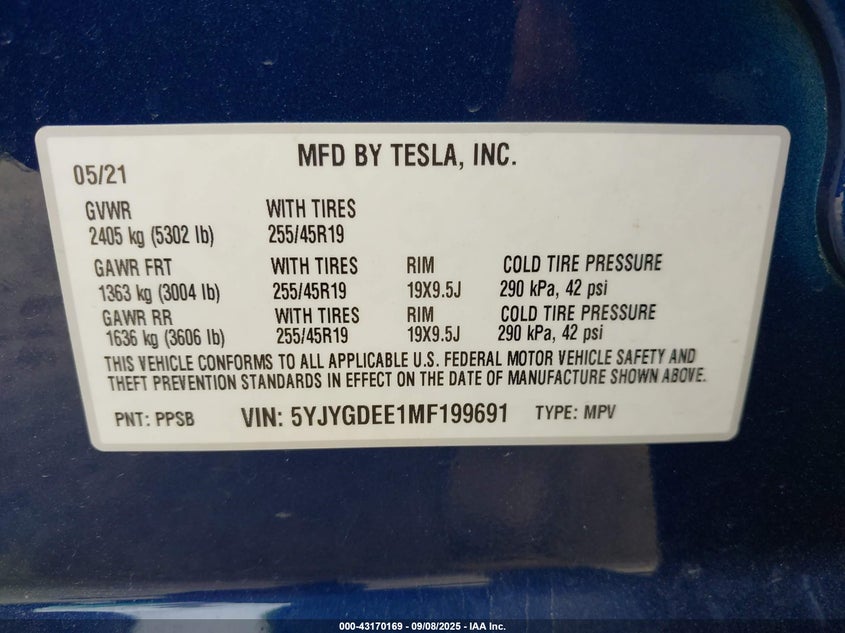 MFD BY TESLA, INC.
05/21
GVWR WITH TIRES
2405 kg (5302 lb) 255/45R19
GAWR FRT WITH TIRES RIM COLD TIRE PRESSURE
1363 kg (3004 lb) 255/45R19 19X9.5J 290 kPa, 42 psi
GAWR RR WITH TIRES RIM COLD TIRE PRESSURE
1636 kg (3606 lb) 255/45R19 19X9.5J 290 kPa, 42 psi
THIS VEHICLE CONFORMS TO ALL APPLICABLE U.S. FEDERAL MOTOR VEHICLE SAFETY AND
THEFT PREVENTION STANDARDS IN EFFECT ON THE DATE OF MANUFACTURE SHOWN ABOVE.
PNT: PPSB VIN: 5YJYGDEE1MF199691 TYPE: MPV
000-43170169 - 09/08/2025 - IAA Inc.